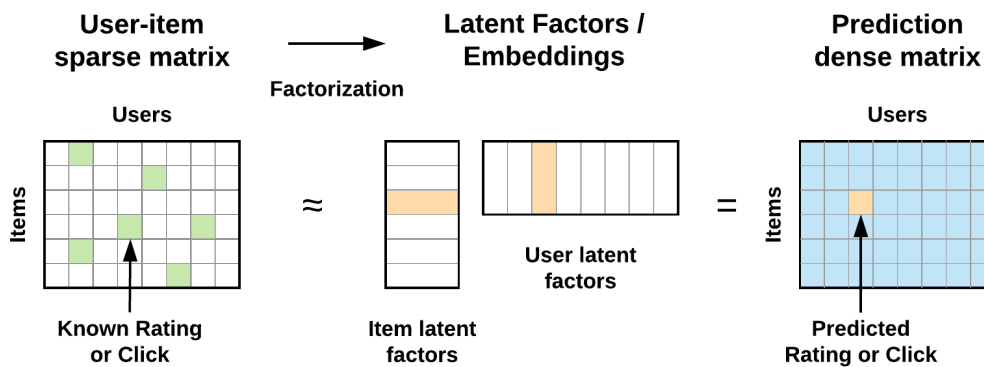 User-item
sparse matrix
Factorization
Latent Factors /
Embeddings
Prediction
dense matrix
Users
Items
Known Rating
or Click
≈
Item latent
factors
User latent
factors
=
Users
Items
Predicted
Rating or Click